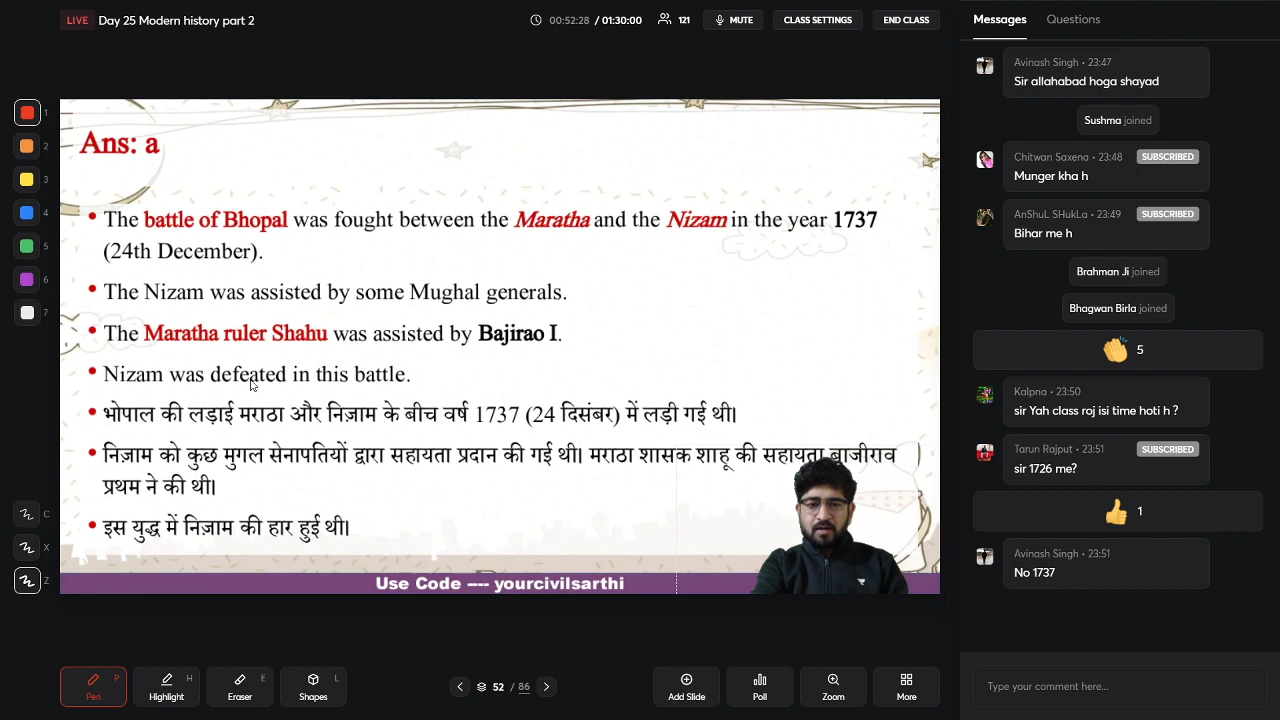 LIVE Day 25 Modern history part 2
00:52:28 / 01:30:00 121 MUTE CLASS SETTINGS END CLASS
1
2
3
4
5
6
7
C
X
Z
Ans: a
• The battle of Bhopal was fought between the Maratha and the Nizam in the year 1737
(24th December).
• The Nizam was assisted by some Mughal generals.
• The Maratha ruler Shahu was assisted by Bajirao I.
• Nizam was defeated in this battle.
• भोपाल की लड़ाई मराठा और निज़ाम के बीच वर्ष 1737 (24 दिसंबर) में लड़ी गई थी।
• निज़ाम को कुछ मुगल सेनापतियों द्वारा सहायता प्रदान की गई थी। मराठा शासक शाहू की सहायता बाजीराव
प्रथम ने की थी।
• इस युद्ध में निज़ाम की हार हुई थी।
Use Code ---- yourcivilsarthi
P
Pen
H
Highlight
E
Eraser
L
Shapes
52 / 86
Add Slide
Poll
Zoom
More
Messages Questions
Avinash Singh • 23:47
Sir allahabad hoga shayad
Sushma joined
Chitwan Saxena • 23:48 SUBSCRIBED
Munger kha h
AnShuL SHukLa • 23:49 SUBSCRIBED
Bihar me h
Brahman Ji joined
Bhagwan Birla joined
5
Kalpna • 23:50
sir Yah class roj isi time hoti h ?
Tarun Rajput • 23:51 SUBSCRIBED
sir 1726 me?
1
Avinash Singh • 23:51
No 1737
Type your comment here...